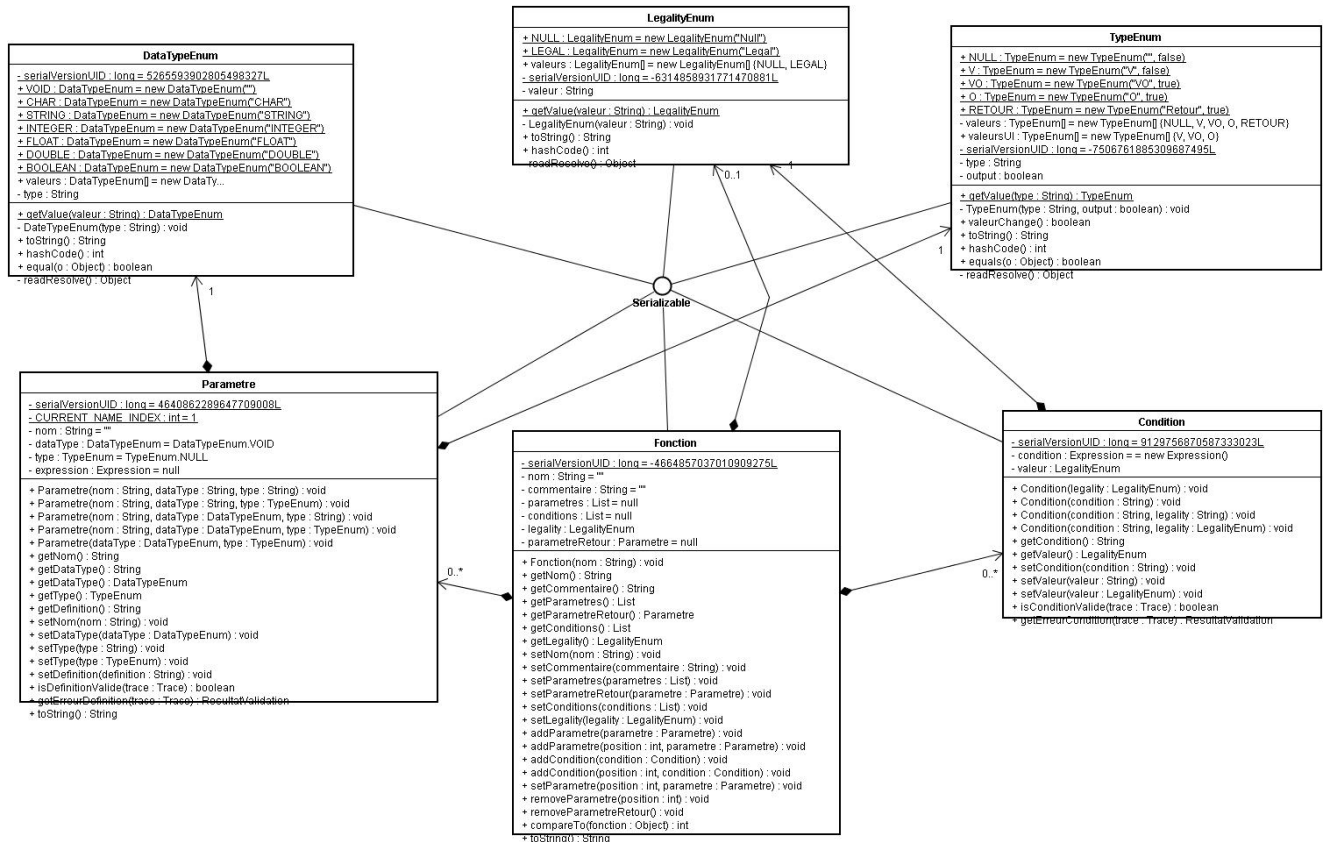 LegalityEnum
+ NULL : LegalityEnum = new LegalityEnum("Null")
+ LEGAL : LegalityEnum = new LegalityEnum("Legal")
+ valeurs : LegalityEnum[] = new LegalityEnum[] {NULL, LEGAL}
- serialVersionUID : long = -6314858931771470881L
- valeur : String
+ getValue(valeur : String) : LegalityEnum
- LegalityEnum(valeur : String) : void
+ toString() : String
+ hashCode() : int
- readResolve() : Object
DataTypeEnum
- serialVersionUID : long = 5265593902805498327L
+ VOID : DataTypeEnum = new DataTypeEnum("")
+ CHAR : DataTypeEnum = new DataTypeEnum("CHAR")
+ STRING : DataTypeEnum = new DataTypeEnum("STRING")
+ INTEGER : DataTypeEnum = new DataTypeEnum("INTEGER")
+ FLOAT : DataTypeEnum = new DataTypeEnum("FLOAT")
+ DOUBLE : DataTypeEnum = new DataTypeEnum("DOUBLE")
+ BOOLEAN : DataTypeEnum = new DataTypeEnum("BOOLEAN")
+ valeurs : DataTypeEnum[] = new DataTy...
- type : String
+ getValue(valeur : String) : DataTypeEnum
- DateTypeEnum(type : String) : void
+ toString() : String
+ hashCode() : int
+ equal(o : Object) : boolean
- readResolve() : Object
TypeEnum
+ NULL : TypeEnum = new TypeEnum("", false)
+ V : TypeEnum = new TypeEnum("V", false)
+ VO : TypeEnum = new TypeEnum("VO", true)
+ O : TypeEnum = new TypeEnum("O", true)
+ RETOUR : TypeEnum = new TypeEnum("Retour", true)
- valeurs : TypeEnum[] = new TypeEnum[] {NULL, V, VO, O, RETOUR}
+ valeursUI : TypeEnum[] = new TypeEnum[] {V, VO, O}
- serialVersionUID : long = -7506761885309687495L
- type : String
- output : boolean
+ getValue(type : String) : TypeEnum
- TypeEnum(type : String, output : boolean) : void
+ valeurChange() : boolean
+ toString() : String
+ hashCode() : int
+ equals(o : Object) : boolean
- readResolve() : Object
0..1
1
1
1
Serializable
Parametre
- serialVersionUID : long = 4640862289647709008L
- CURRENT_NAME_INDEX : int = 1
- nom : String = ""
- dataType : DataTypeEnum = DataTypeEnum.VOID
- type : TypeEnum = TypeEnum.NULL
- expression : Expression = null
+ Parametre(nom : String, dataType : String, type : String) : void
+ Parametre(nom : String, dataType : String, type : TypeEnum) : void
+ Parametre(nom : String, dataType : DataTypeEnum, type : String) : void
+ Parametre(nom : String, dataType : DataTypeEnum, type : TypeEnum) : void
+ Parametre(dataType : DataTypeEnum, type : TypeEnum) : void
+ getNom() : String
+ getDataType() : String
+ getDataType() : DataTypeEnum
+ getType() : TypeEnum
+ getDefinition() : String
+ setNom(nom : String) : void
+ setDataType(dataType : DataTypeEnum) : void
+ setType(type : String) : void
+ setType(type : TypeEnum) : void
+ setDefinition(definition : String) : void
+ isDefinitionValide(trace : Trace) : boolean
+ getErreurDefinition(trace : Trace) : ResultatValidation
+ toString() : String
0..*
Fonction
- serialVersionUID : long = -4664857037010909275L
- nom : String = ""
- commentaire : String = ""
- parametres : List = null
- conditions : List = null
- legality : LegalityEnum
- parametreRetour : Parametre = null
+ Fonction(nom : String) : void
+ getNom() : String
+ getCommentaire() : String
+ getParametres() : List
+ getParametreRetour() : Parametre
+ getConditions() : List
+ getLegality() : LegalityEnum
+ setNom(nom : String) : void
+ setCommentaire(commentaire : String) : void
+ setParametres(parametres : List) : void
+ setParametreRetour(parametre : Parametre) : void
+ setConditions(conditions : List) : void
+ setLegality(legality : LegalityEnum) : void
+ addParametre(parametre : Parametre) : void
+ addParametre(position : int, parametre : Parametre) : void
+ addCondition(condition : Condition) : void
+ addCondition(position : int, condition : Condition) : void
+ setParametre(position : int, parametre : Parametre) : void
+ removeParametre(position : int) : void
+ removeParametreRetour() : void
+ compareTo(fonction : Object) : int
+ toString() : String
0..*
Condition
- serialVersionUID : long = 9129756870587333023L
- condition : Expression = = new Expression()
- valeur : LegalityEnum
+ Condition(legality : LegalityEnum) : void
+ Condition(condition : String) : void
+ Condition(condition : String, legality : String) : void
+ Condition(condition : String, legality : LegalityEnum) : void
+ getCondition() : String
+ getValeur() : LegalityEnum
+ setCondition(condition : String) : void
+ setValeur(valeur : String) : void
+ setValeur(valeur : LegalityEnum) : void
+ isConditionValide(trace : Trace) : boolean
+ getErreurCondition(trace : Trace) : ResultatValidation